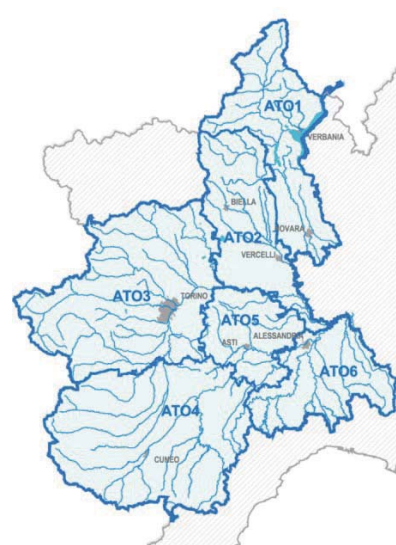 ATO1
VERBANIA
BIELLA
NOVARA
ATO2
VERCELLI
ATO3
TORINO
ATO5
ALESSANDRIA
ASTI
ATO6
ATO4
CUNEO